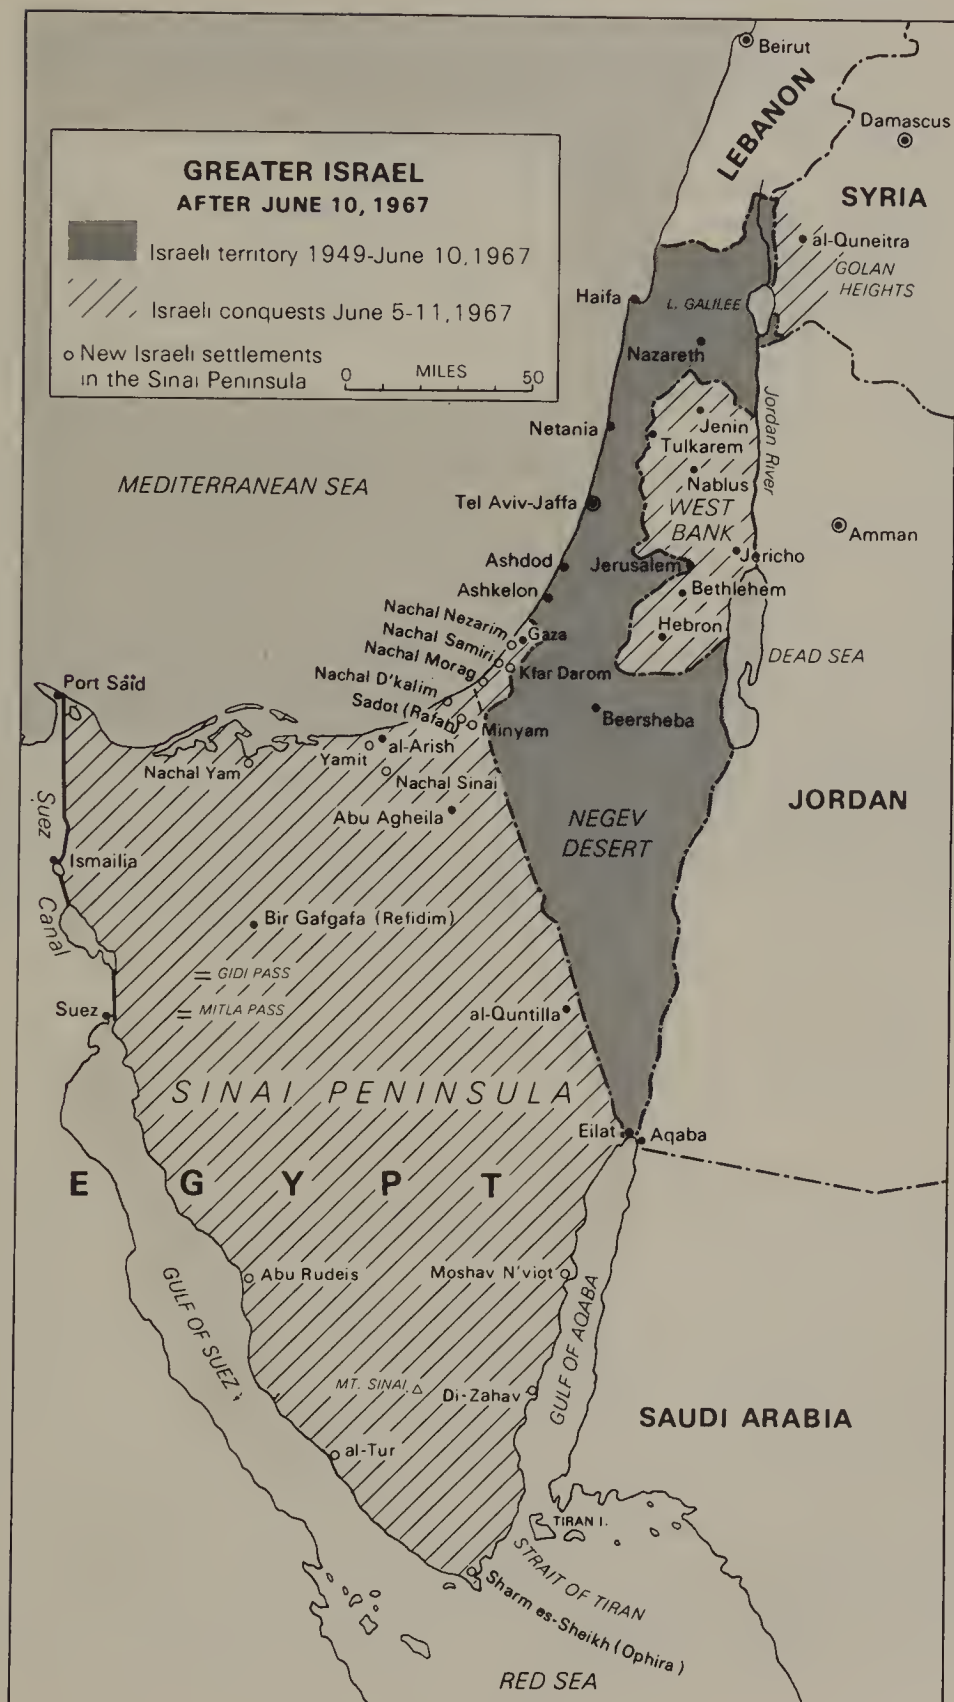 Beirut
LEBANON
Damascus
SYRIA
GREATER ISRAEL
AFTER JUNE 10, 1967
Israeli territory 1949-June 10,1967
Israeli conquests June 5-11,1967
New Israeli settlements
in the Sinai Peninsula
0 MILES 50
al-Quneitra
GOLAN
HEIGHTS
Haifa
L. GALILEE
Nazareth
Jordan River
Netania
Jenin
Tulkarem
Nablus
MEDITERRANEAN SEA
Tel Aviv-Jaffa
WEST
BANK
Amman
Jericho
Ashdod
Jerusalem
Ashkelon
Bethlehem
Nachal Nezarim
Gaza
Hebron
Nachal Samiri
Nachal Morag
Kfar Darom
DEAD SEA
Port Saïd
Nachal D'kalim
Sadot (Rafah)
Minyam
Beersheba
al-Arish
Yamit
Nachal Yam
Nachal Sinai
JORDAN
Suez
Canal
Abu Agheila
NEGEV
DESERT
Ismailia
Bir Gafgafa (Refidim)
GIDI PASS
Suez
MITLA PASS
al-Quntilla
SINAI PENINSULA
Eilat
Aqaba
EGYPT
GULF OF SUEZ
Abu Rudeis
Moshav N'viot
GULF OF AQABA
MT. SINAI
Di-Zahav
SAUDI ARABIA
al-Tur
TIRAN I.
STRAIT OF TIRAN
Sharm es-Sheikh (Ophira)
RED SEA